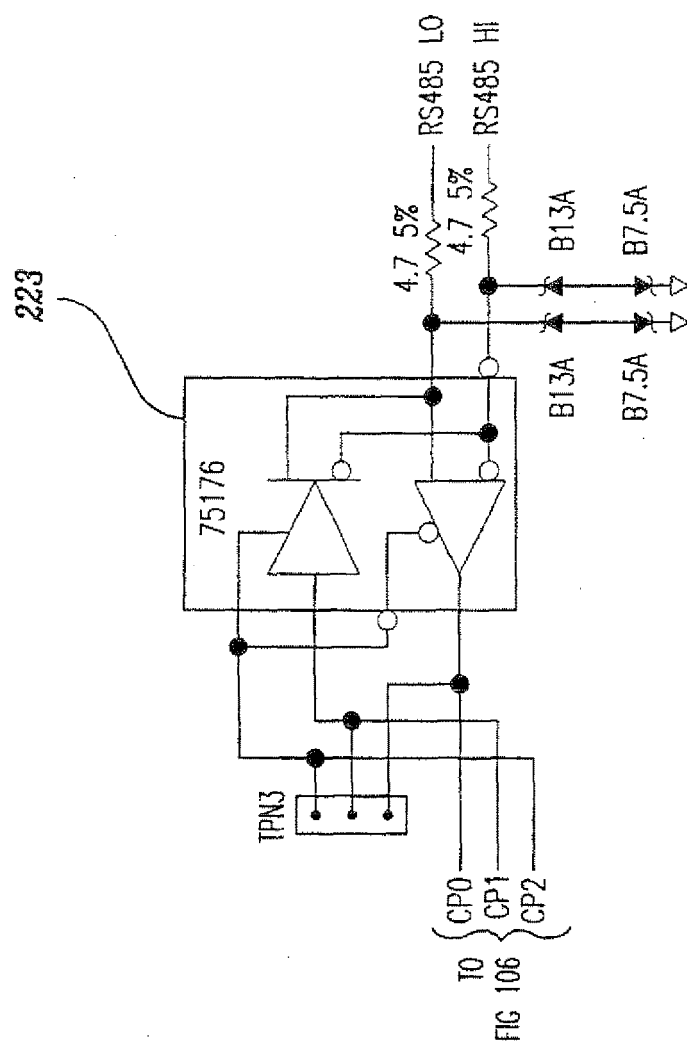 223
75176
TPN3
CP0
CP1
CP2
TO
FIG 106
4.7 5%
RS485 LO
4.7 5%
RS485 HI
B13A
B7.5A
B13A
B7.5A